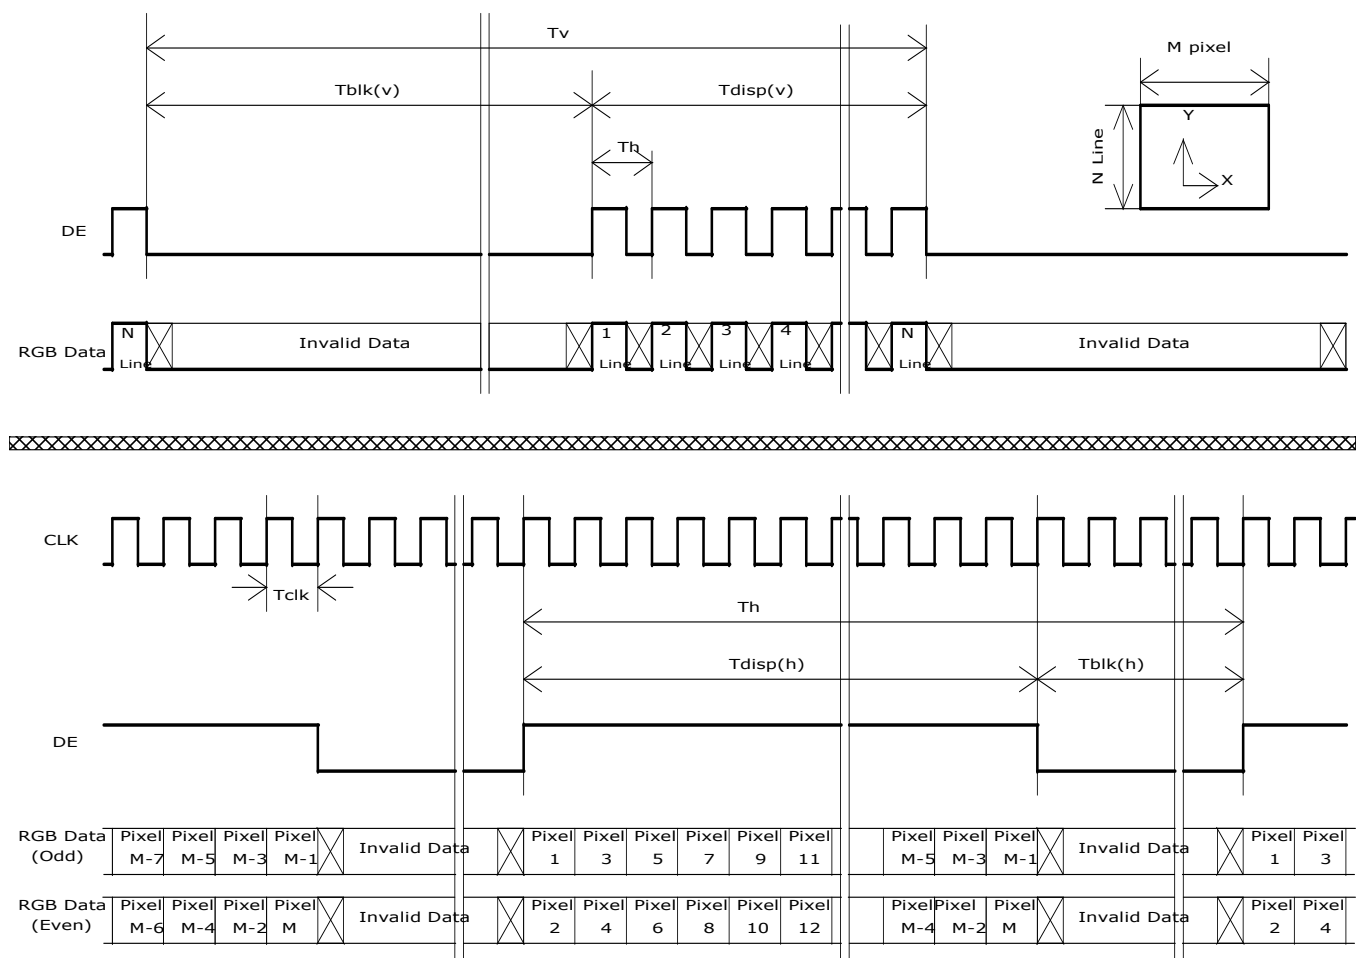 Tv
M pixel
Tblk(v)
Tdisp(v)
Y
N Line
Th
X
DE
N 1 2 3 4 N
RGB Data Invalid Data Invalid Data
Line Line Line Line Line Line
CLK
Tclk
Th
Tdisp(h) Tblk(h)
DE
RGB Data Pixel Pixel Pixel Pixel Pixel Pixel Pixel Pixel Pixel Pixel Pixel Pixel Pixel Pixel Pixel
Invalid Data Invalid Data
(Odd) M-7 M-5 M-3 M-1 1 3 5 7 9 11 M-5 M-3 M-1 1 3
RGB Data Pixel Pixel Pixel Pixel Pixel Pixel Pixel Pixel Pixel Pixel Pixel Pixel Pixel Pixel Pixel
Invalid Data Invalid Data
(Even) M-6 M-4 M-2 M 2 4 6 8 10 12 M-4 M-2 M 2 4